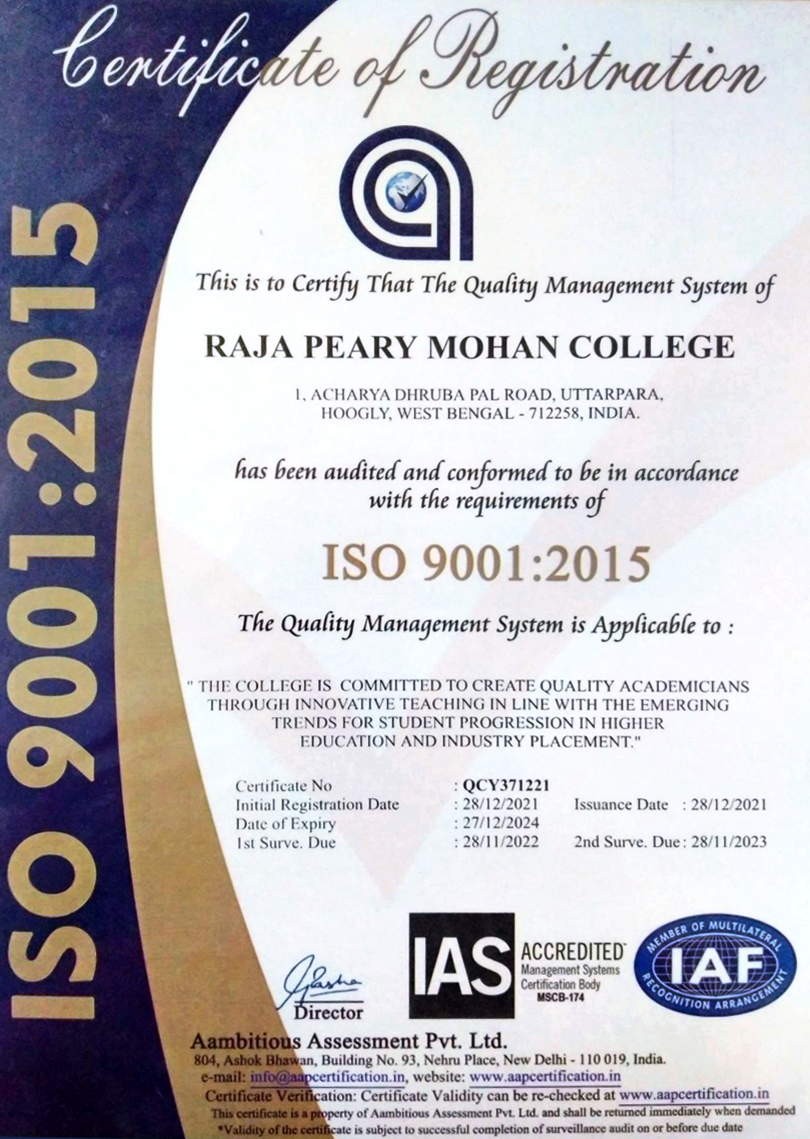 Certificate of Registration
ISO 9001:2015
This is to Certify That The Quality Management System of
RAJA PEARY MOHAN COLLEGE
1, ACHARYA DHRUBA PAL ROAD, UTTARPARA,
HOOGLY, WEST BENGAL - 712258, INDIA.
has been audited and conformed to be in accordance
with the requirements of
ISO 9001:2015
The Quality Management System is Applicable to :
" THE COLLEGE IS COMMITTED TO CREATE QUALITY ACADEMICIANS
THROUGH INNOVATIVE TEACHING IN LINE WITH THE EMERGING
TRENDS FOR STUDENT PROGRESSION IN HIGHER
EDUCATION AND INDUSTRY PLACEMENT."
Certificate No : QCY371221
Initial Registration Date : 28/12/2021 Issuance Date : 28/12/2021
Date of Expiry : 27/12/2024
1st Surve. Due : 28/11/2022 2nd Surve. Due : 28/11/2023
IAS ACCREDITED
Management Systems
Certification Body
MSCB-174
MEMBER OF MULTILATERAL
IAF
RECOGNITION ARRANGEMENT
Director
Aambitious Assessment Pvt. Ltd.
804, Ashok Bhawan, Building No. 93, Nehru Place, New Delhi - 110 019, India.
e-mail: info@aapcertification.in, website: www.aapcertification.in
Certificate Verification: Certificate Validity can be re-checked at www.aapcertification.in
This certificate is a property of Aambitious Assessment Pvt. Ltd. and shall be returned immediately when demanded
*Validity of the certificate is subject to successful completion of surveillance audit on or before due date